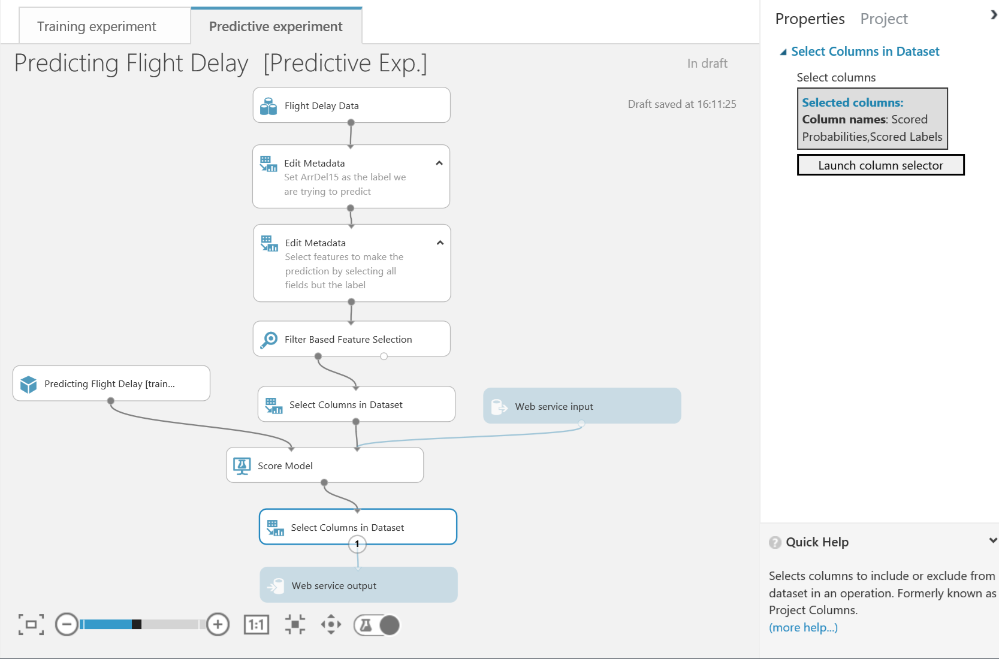 Training experiment
Predictive experiment
Predicting Flight Delay [Predictive Exp.]
In draft
Draft saved at 16:11:25
Flight Delay Data
Edit Metadata
Set ArrDel15 as the label we
are trying to predict
Edit Metadata
Select features to make the
prediction by selecting all
fields but the label
Filter Based Feature Selection
Predicting Flight Delay [train...
Select Columns in Dataset
Web service input
Score Model
Select Columns in Dataset
1
Web service output
1:1
Properties
Project
Select Columns in Dataset
Select columns
Selected columns:
Column names: Scored
Probabilities,Scored Labels
Launch column selector
? Quick Help
Selects columns to include or exclude from
dataset in an operation. Formerly known as
Project Columns.
(more help...)